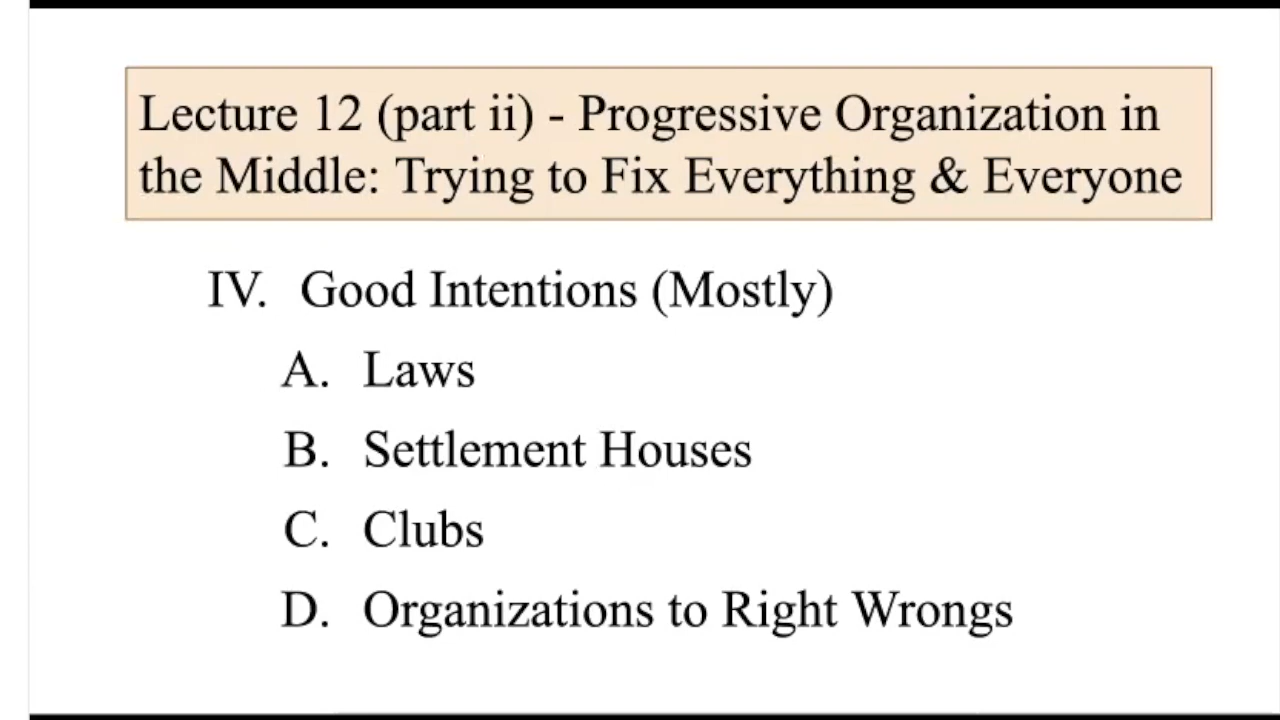 Lecture 12 (part ii) - Progressive Organization in
the Middle: Trying to Fix Everything & Everyone
IV. Good Intentions (Mostly)
A. Laws
B. Settlement Houses
C. Clubs
D. Organizations to Right Wrongs